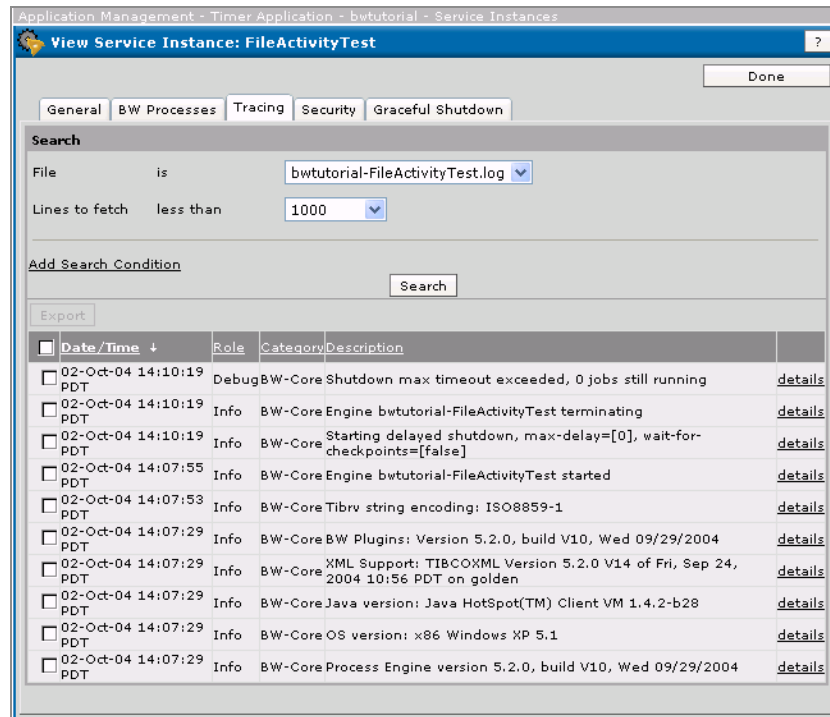 Application Management - Timer Application - bwtutorial - Service Instances
View Service Instance: FileActivityTest
?
Done
General BW Processes Tracing Security Graceful Shutdown
Search
File is bwtutorial-FileActivityTest.log
Lines to fetch less than 1000
Add Search Condition
Search
Export
Date/Time ↓ Role Category Description
02-Oct-04 14:10:19 PDT Debug BW-Core Shutdown max timeout exceeded, 0 jobs still running details
02-Oct-04 14:10:19 PDT Info BW-Core Engine bwtutorial-FileActivityTest terminating details
02-Oct-04 14:10:19 PDT Info BW-Core Starting delayed shutdown, max-delay=[0], wait-for-checkpoints=[false] details
02-Oct-04 14:07:55 PDT Info BW-Core Engine bwtutorial-FileActivityTest started details
02-Oct-04 14:07:53 PDT Info BW-Core Tibrv string encoding: ISO8859-1 details
02-Oct-04 14:07:29 PDT Info BW-Core BW Plugins: Version 5.2.0, build V10, Wed 09/29/2004 details
02-Oct-04 14:07:29 PDT Info BW-Core XML Support: TIBCOXML Version 5.2.0 V14 of Fri, Sep 24, 2004 10:56 PDT on golden details
02-Oct-04 14:07:29 PDT Info BW-Core Java version: Java HotSpot(TM) Client VM 1.4.2-b28 details
02-Oct-04 14:07:29 PDT Info BW-Core OS version: x86 Windows XP 5.1 details
02-Oct-04 14:07:29 PDT Info BW-Core Process Engine version 5.2.0, build V10, Wed 09/29/2004 details